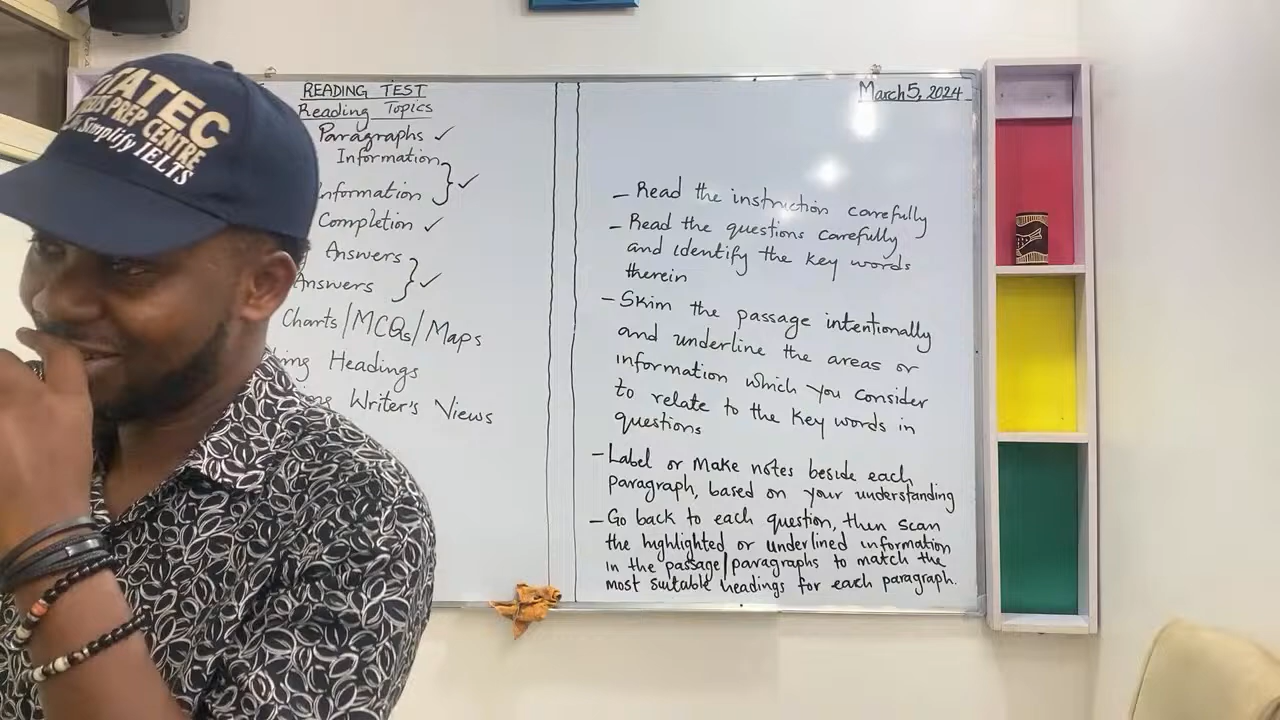 TATEC
PREP CENTRE
Simplify IELTS
READING TEST
Reading Topics
Paragraphs ✓
Information
Information } ✓
Completion ✓
Answers
Answers } ✓
Charts/MCQs/Maps
Headings
Writer's Views
March 5, 2024
- Read the instruction carefully
- Read the questions carefully
and identify the key words
therein
- Skim the passage intentionally
and underline the areas or
information which you consider
to relate to the key words in
questions
- Label or Make notes beside each
paragraph, based on your understanding
- Go back to each question, then scan
the highlighted or underlined information
in the passage/paragraphs to match the
most suitable headings for each paragraph.